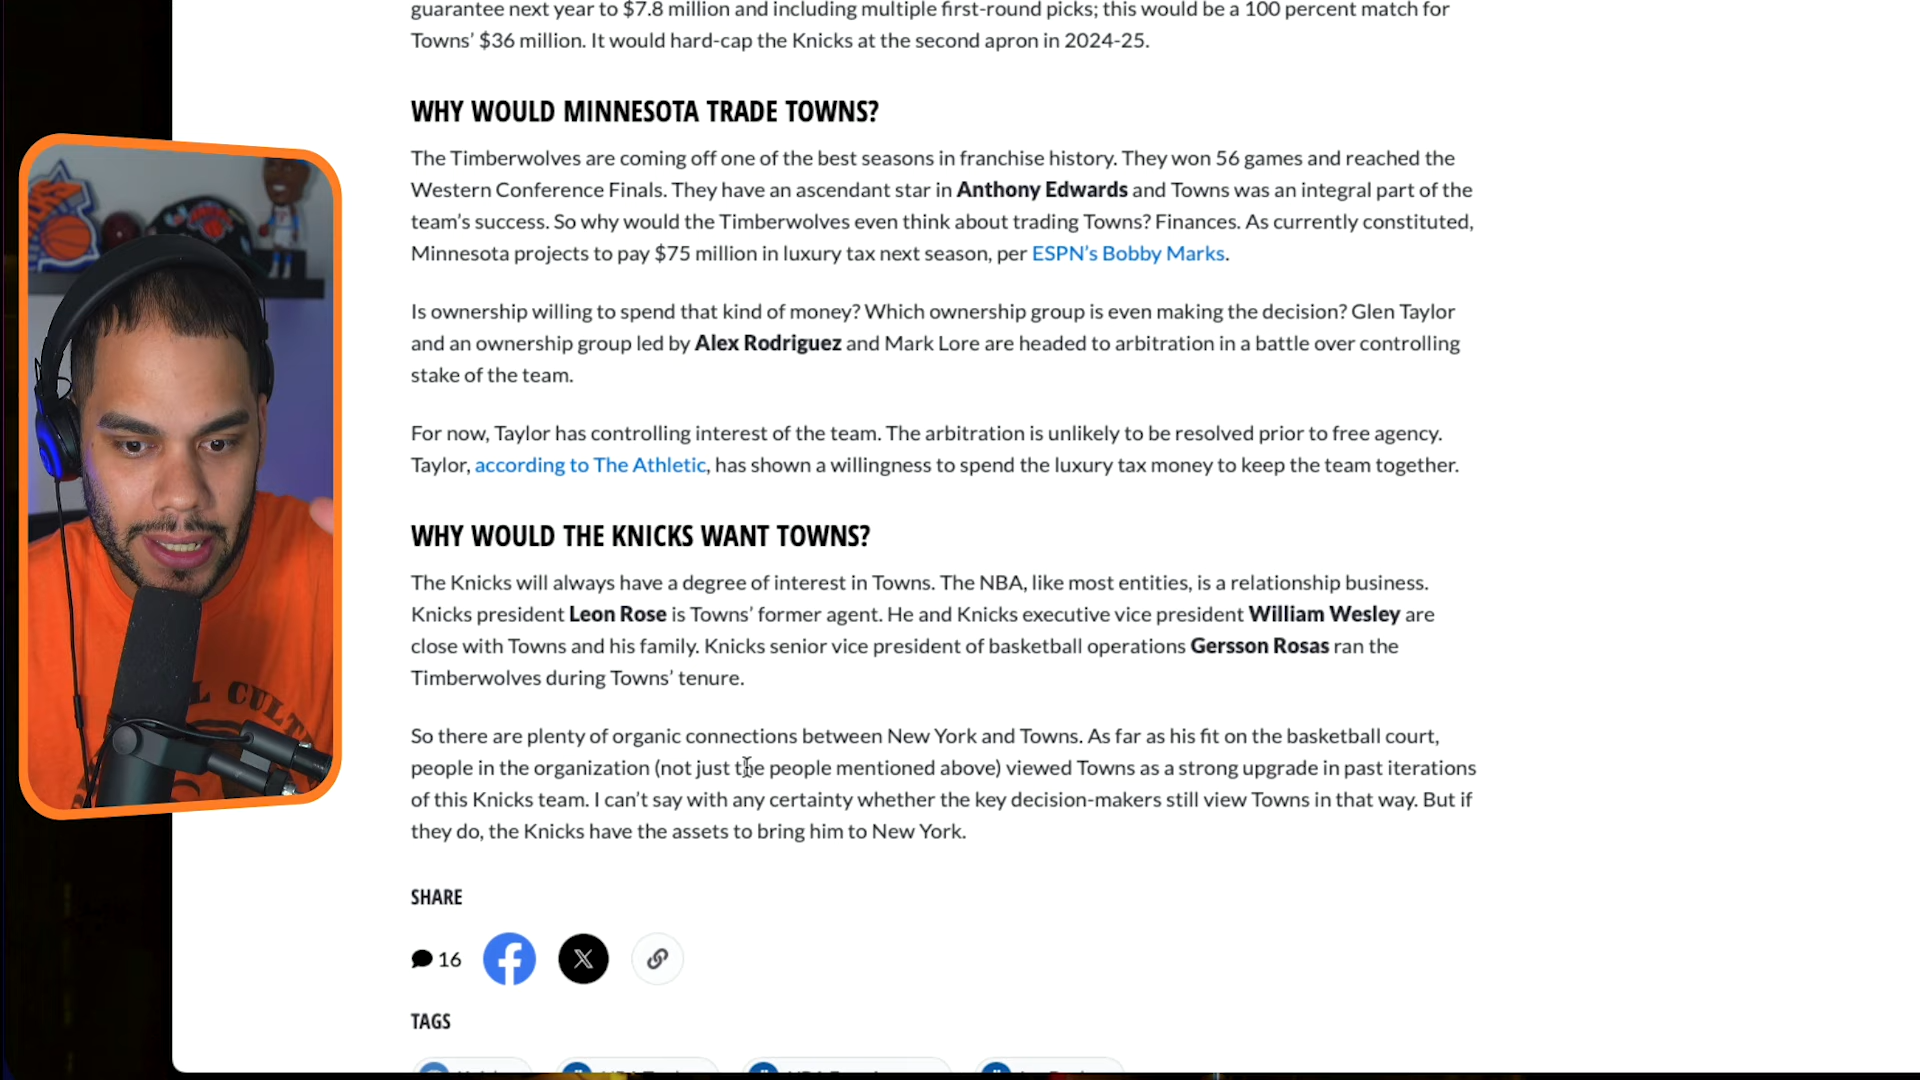 guarantee next year to $7.8 million and including multiple first-round picks; this would be a 100 percent match for
Towns’ $36 million. It would hard-cap the Knicks at the second apron in 2024-25.
WHY WOULD MINNESOTA TRADE TOWNS?
The Timberwolves are coming off one of the best seasons in franchise history. They won 56 games and reached the
Western Conference Finals. They have an ascendant star in Anthony Edwards and Towns was an integral part of the
team’s success. So why would the Timberwolves even think about trading Towns? Finances. As currently constituted,
Minnesota projects to pay $75 million in luxury tax next season, per ESPN’s Bobby Marks.
Is ownership willing to spend that kind of money? Which ownership group is even making the decision? Glen Taylor
and an ownership group led by Alex Rodriguez and Mark Lore are headed to arbitration in a battle over controlling
stake of the team.
For now, Taylor has controlling interest of the team. The arbitration is unlikely to be resolved prior to free agency.
Taylor, according to The Athletic, has shown a willingness to spend the luxury tax money to keep the team together.
WHY WOULD THE KNICKS WANT TOWNS?
The Knicks will always have a degree of interest in Towns. The NBA, like most entities, is a relationship business.
Knicks president Leon Rose is Towns’ former agent. He and Knicks executive vice president William Wesley are
close with Towns and his family. Knicks senior vice president of basketball operations Gersson Rosas ran the
Timberwolves during Towns’ tenure.
So there are plenty of organic connections between New York and Towns. As far as his fit on the basketball court,
people in the organization (not just the people mentioned above) viewed Towns as a strong upgrade in past iterations
of this Knicks team. I can’t say with any certainty whether the key decision-makers still view Towns in that way. But if
they do, the Knicks have the assets to bring him to New York.
SHARE
16
TAGS